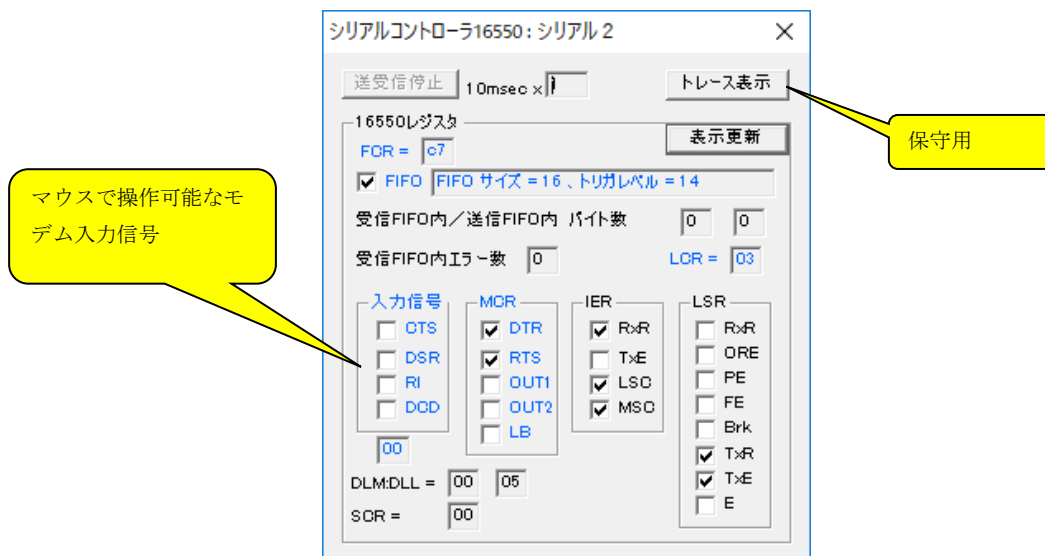 シリアルコントローラ16550 : シリアル 2
送受信停止 10msec x 1 トレース表示
保守用
16550レジスタ 表示更新
FCR = c7
FIFO FIFO サイズ = 16 、トリガレベル = 14
マウスで操作可能なモ
デム入力信号
受信FIFO内/送信FIFO内 バイト数 0 0
受信FIFO内エラー数 0 LCR = 03
入力信号 MCR IER LSR
CTS DTR RxR RxR
DSR RTS TxE ORE
RI OUT1 LSC PE
DCD OUT2 MSC FE
LB Brk
00 TxR
DLM:DLL = 00 05 TxE
SCR = 00 E